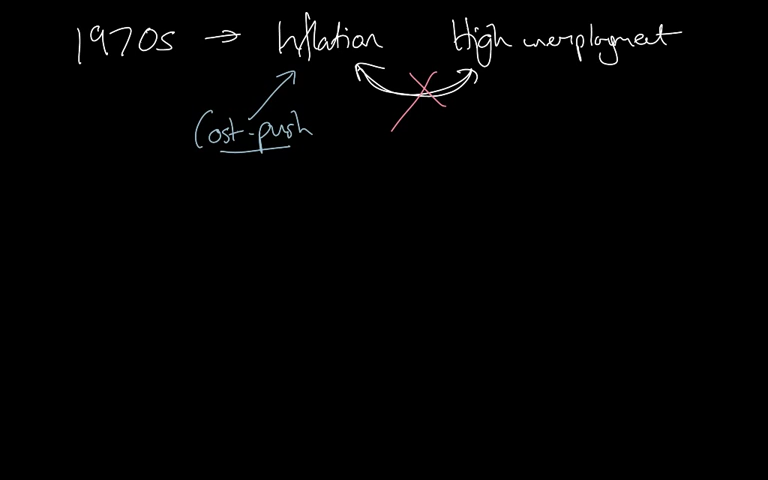 1970s → Inflation High unemployment
Cost-push